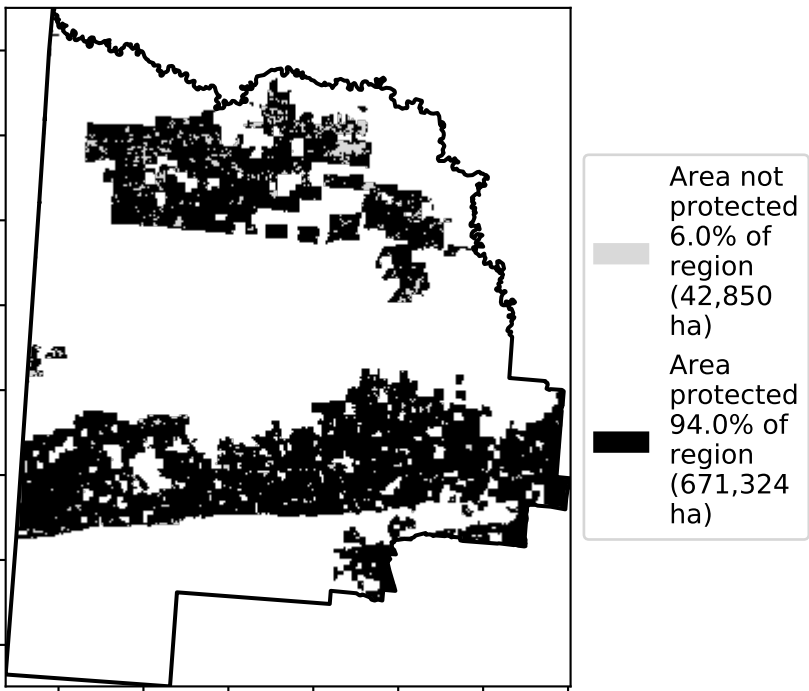 Area not
protected
6.0% of
region
(42,850
ha)
Area
protected
94.0% of
region
(671,324
ha)